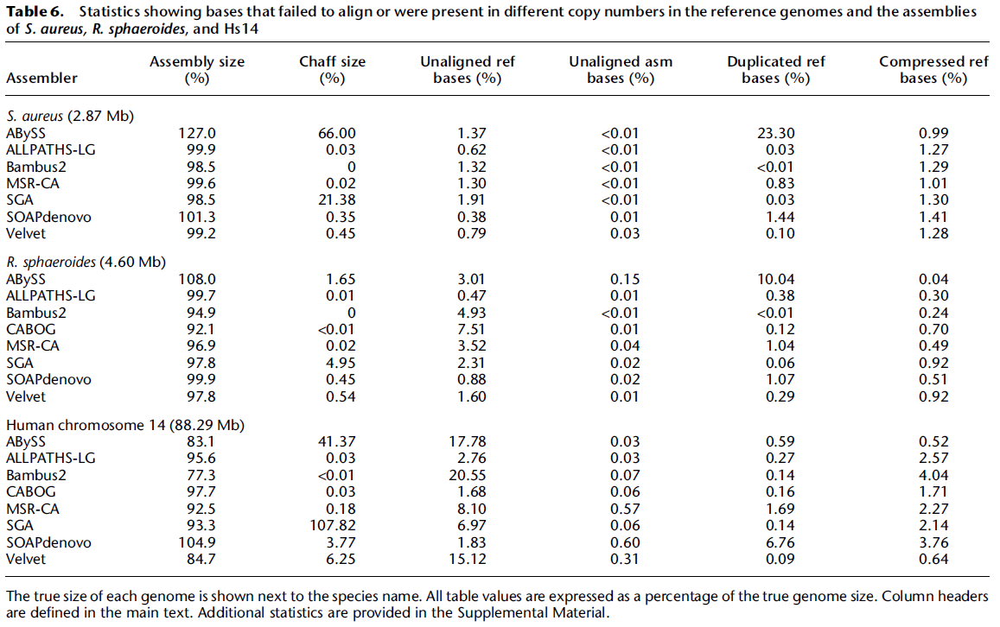 Table 6. Statistics showing bases that failed to align or were present in different copy numbers in the reference genomes and the assemblies
of S. aureus, R. sphaeroides, and Hs14
Assembler Assembly size (%) Chaff size (%) Unaligned ref bases (%) Unaligned asm bases (%) Duplicated ref bases (%) Compressed ref bases (%)
S. aureus (2.87 Mb)
ABySS 127.0 66.00 1.37 <0.01 23.30 0.99
ALLPATHS-LG 99.9 0.03 0.62 <0.01 0.03 1.27
Bambus2 98.5 0 1.32 <0.01 <0.01 1.29
MSR-CA 99.6 0.02 1.30 <0.01 0.83 1.01
SGA 98.5 21.38 1.91 <0.01 0.03 1.30
SOAPdenovo 101.3 0.35 0.38 0.01 1.44 1.41
Velvet 99.2 0.45 0.79 0.03 0.10 1.28
R. sphaeroides (4.60 Mb)
ABySS 108.0 1.65 3.01 0.15 10.04 0.04
ALLPATHS-LG 99.7 0.01 0.47 0.01 0.38 0.30
Bambus2 94.9 0 4.93 <0.01 <0.01 0.24
CABOG 92.1 <0.01 7.51 0.01 0.12 0.70
MSR-CA 96.9 0.02 3.52 0.04 1.04 0.49
SGA 97.8 4.95 2.31 0.02 0.06 0.92
SOAPdenovo 99.9 0.45 0.88 0.02 1.07 0.51
Velvet 97.8 0.54 1.60 0.01 0.29 0.92
Human chromosome 14 (88.29 Mb)
ABySS 83.1 41.37 17.78 0.03 0.59 0.52
ALLPATHS-LG 95.6 0.03 2.76 0.03 0.27 2.57
Bambus2 77.3 <0.01 20.55 0.07 0.14 4.04
CABOG 97.7 0.03 1.68 0.06 0.16 1.71
MSR-CA 92.5 0.18 8.10 0.57 1.69 2.27
SGA 93.3 107.82 6.97 0.06 0.14 2.14
SOAPdenovo 104.9 3.77 1.83 0.60 6.76 3.76
Velvet 84.7 6.25 15.12 0.31 0.09 0.64
The true size of each genome is shown next to the species name. All table values are expressed as a percentage of the true genome size. Column headers
are defined in the main text. Additional statistics are provided in the Supplemental Material.